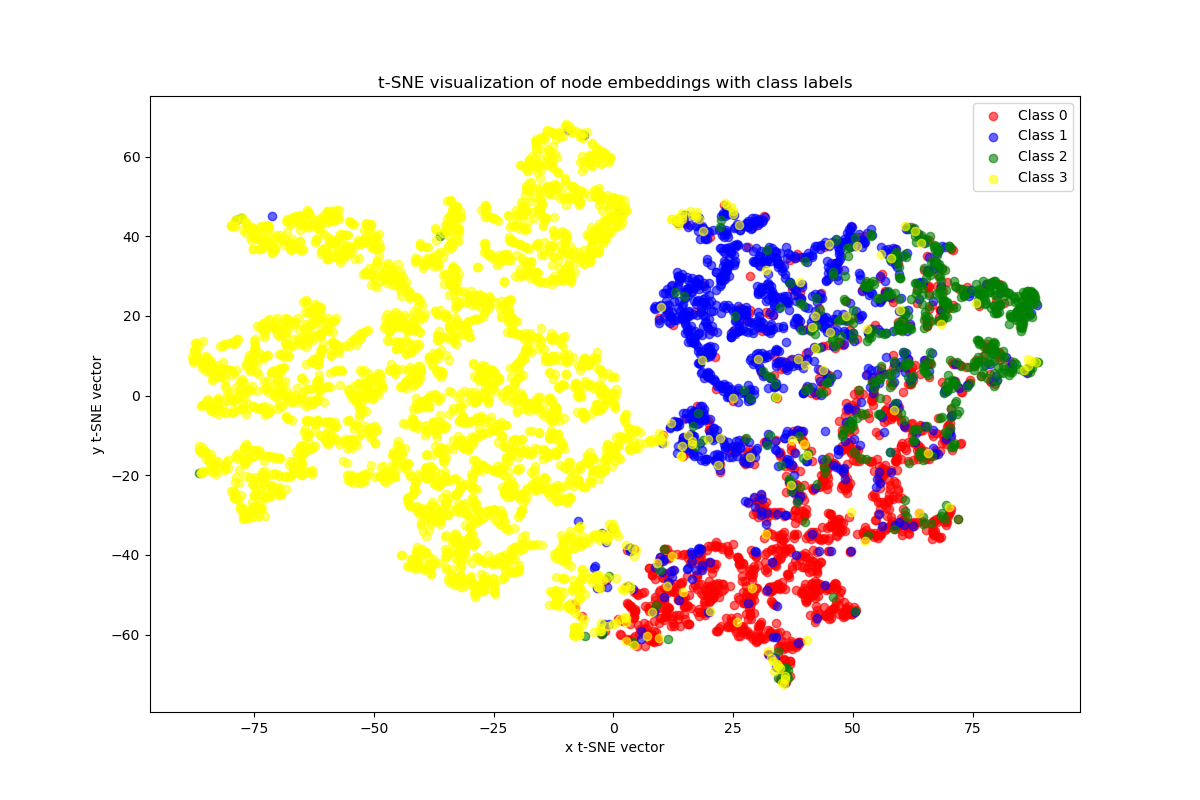 t-SNE visualization of node embeddings with class labels
Class 0
Class 1
Class 2
Class 3
60
40
20
0
−20
−40
−60
y t-SNE vector
−75
−50
−25
0
25
50
75
x t-SNE vector